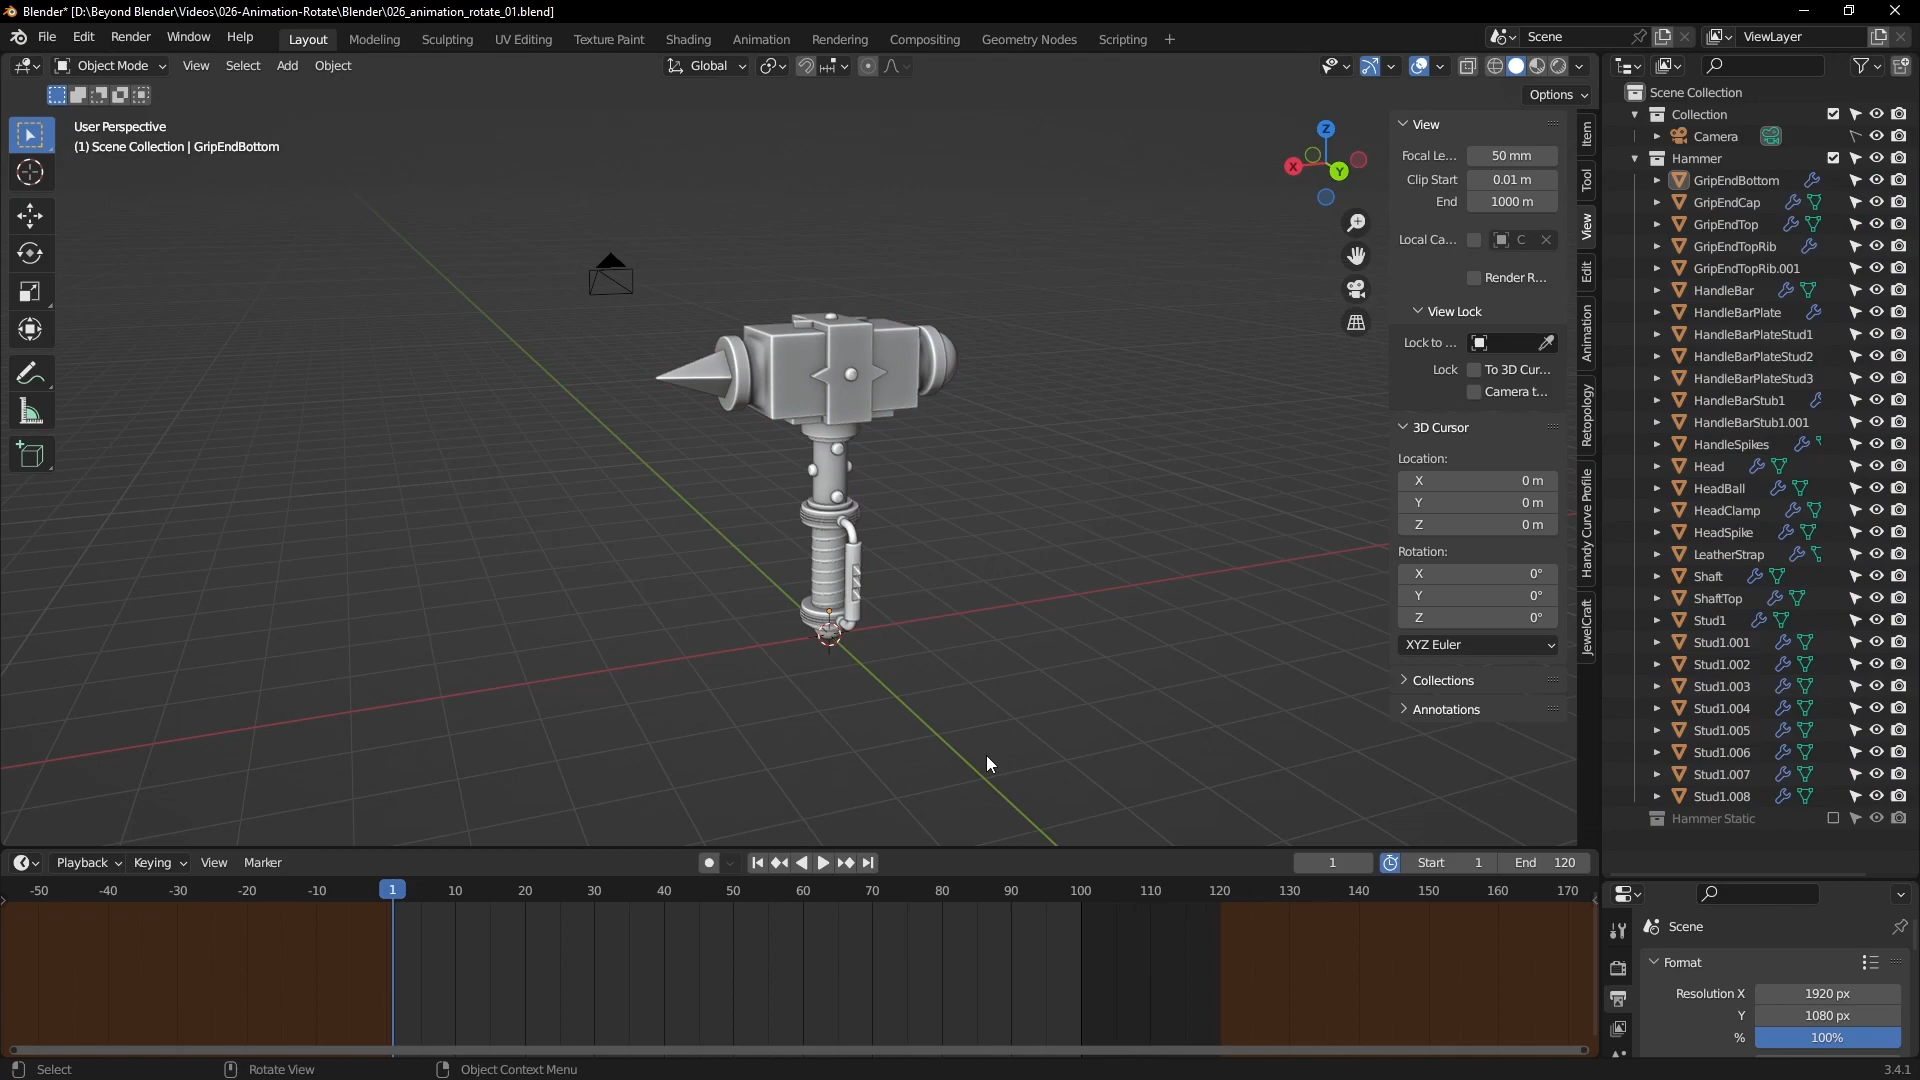 Blender* [D:\Beyond Blender\Videos\026-Animation-Rotate\Blender\026_animation_rotate_01.blend]
File Edit Render Window Help Layout Modeling Sculpting UV Editing Texture Paint Shading Animation Rendering Compositing Geometry Nodes Scripting + Scene ViewLayer
Object Mode View Select Add Object Global
Options
User Perspective
(1) Scene Collection | GripEndBottom
Z
X
Y
View
Focal Le... 50 mm
Clip Start 0.01 m
End 1000 m
Local Ca... C
Render R...
View Lock
Lock to ...
Lock To 3D Cur...
Camera t...
3D Cursor
Location:
X 0 m
Y 0 m
Z 0 m
Rotation:
X 0°
Y 0°
Z 0°
XYZ Euler
Collections
Annotations
Item
Tool
View
Edit
Animation
Retopology
Handy Curve Profile
JewelCraft
Scene Collection
Collection
Camera
Hammer
GripEndBottom
GripEndCap
GripEndTop
GripEndTopRib
GripEndTopRib.001
HandleBar
HandleBarPlate
HandleBarPlateStud1
HandleBarPlateStud2
HandleBarPlateStud3
HandleBarStub1
HandleBarStub1.001
HandleSpikes
Head
HeadBall
HeadClamp
HeadSpike
LeatherStrap
Shaft
ShaftTop
Stud1
Stud1.001
Stud1.002
Stud1.003
Stud1.004
Stud1.005
Stud1.006
Stud1.007
Stud1.008
Hammer Static
Playback Keying View Marker 1 Start 1 End 120
-50 -40 -30 -20 -10 1 10 20 30 40 50 60 70 80 90 100 110 120 130 140 150 160 170
Scene
Format
Resolution X 1920 px
Y 1080 px
% 100%
Select Rotate View Object Context Menu 3.4.1